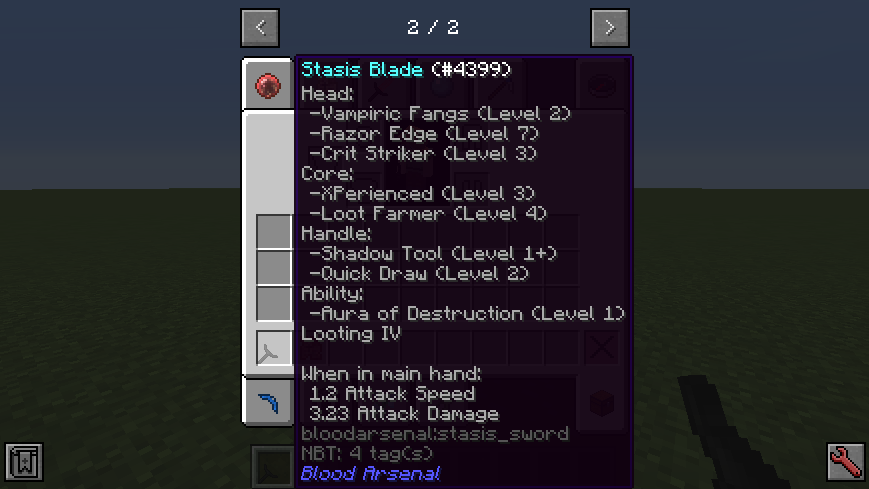 2 / 2
Stasis Blade (#4399)
Head:
-Vampiric Fangs (Level 2)
-Razor Edge (Level 7)
-Crit Striker (Level 3)
Core:
-XPerienced (Level 3)
-Loot Farmer (Level 4)
Handle:
-Shadow Tool (Level 1+)
-Quick Draw (Level 2)
Ability:
-Aura of Destruction (Level 1)
Looting IV
When in main hand:
1.2 Attack Speed
3.23 Attack Damage
bloodarsenal:stasis_sword
NBT: 4 tag(s)
Blood Arsenal